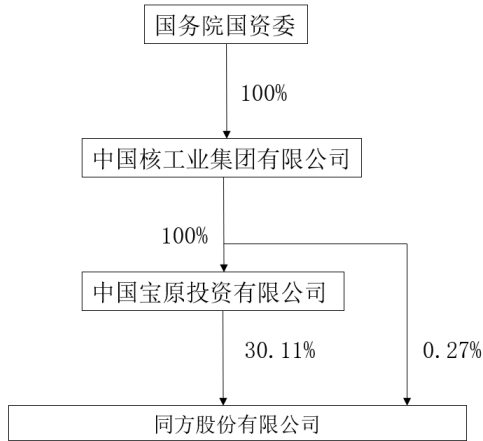 国务院国资委
100%
中国核工业集团有限公司
100%
中国宝原投资有限公司
30.11%
0.27%
同方股份有限公司